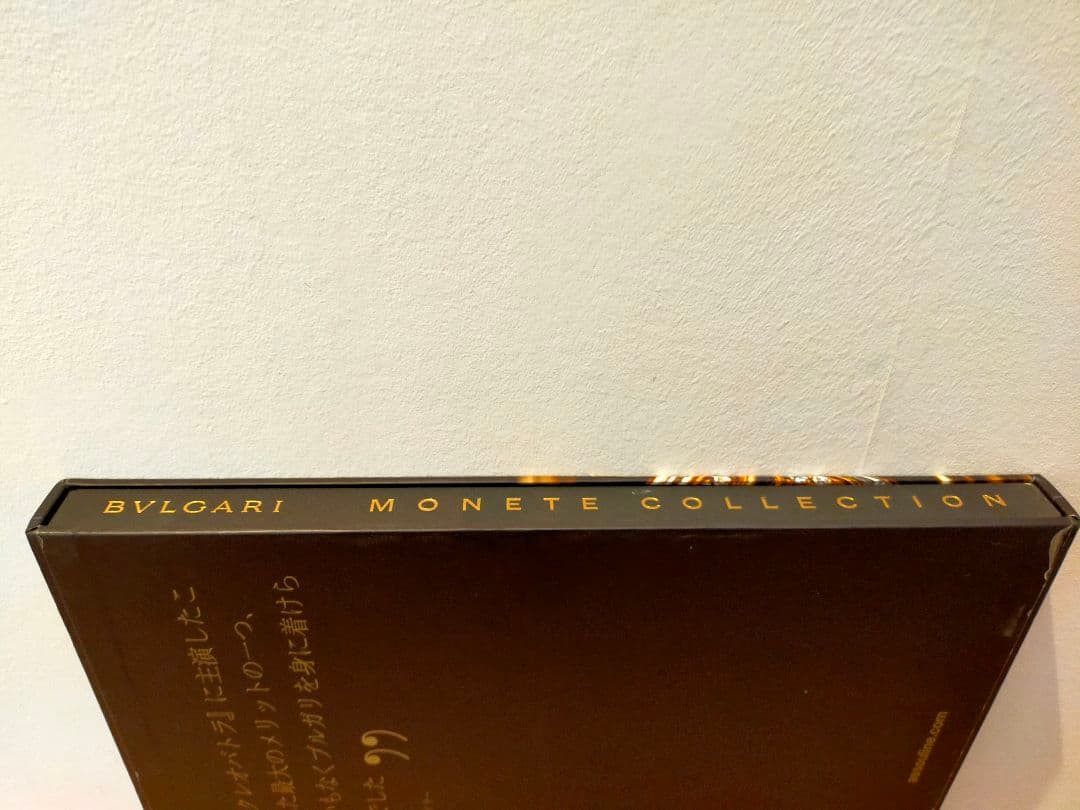 BVLGARI MONETE COLLECTION
クレオパトラ』に主演したこ
た最大のメリットの一つ、
もなくブルガリを身に着けら
でした ”
assouline.com